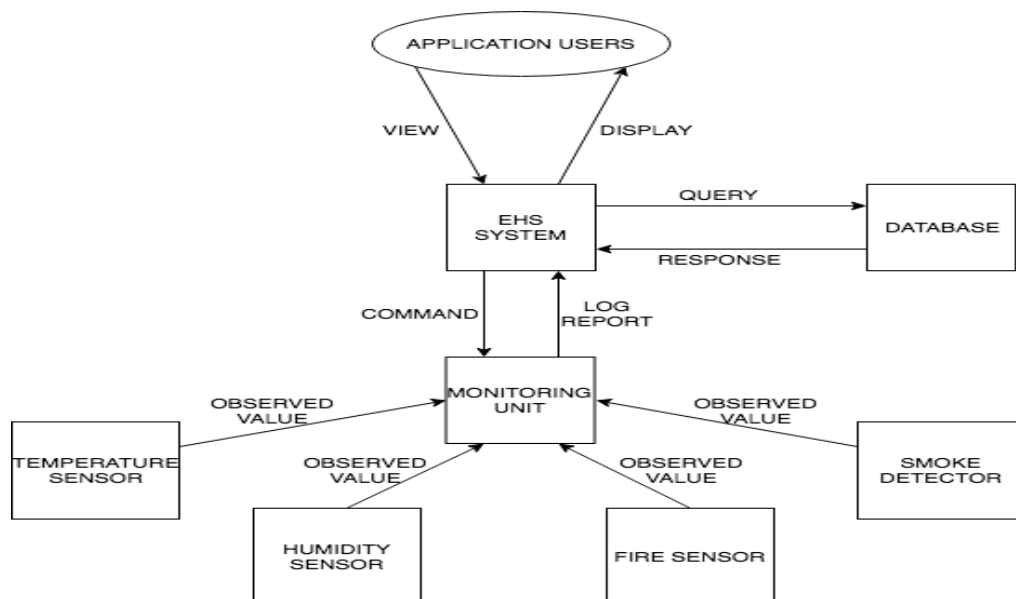 APPLICATION USERS
VIEW
DISPLAY
EHS
SYSTEM
QUERY
DATABASE
RESPONSE
COMMAND
LOG
REPORT
MONITORING
UNIT
OBSERVED
VALUE
OBSERVED
VALUE
TEMPERATURE
SENSOR
OBSERVED
VALUE
OBSERVED
VALUE
SMOKE
DETECTOR
HUMIDITY
SENSOR
FIRE SENSOR